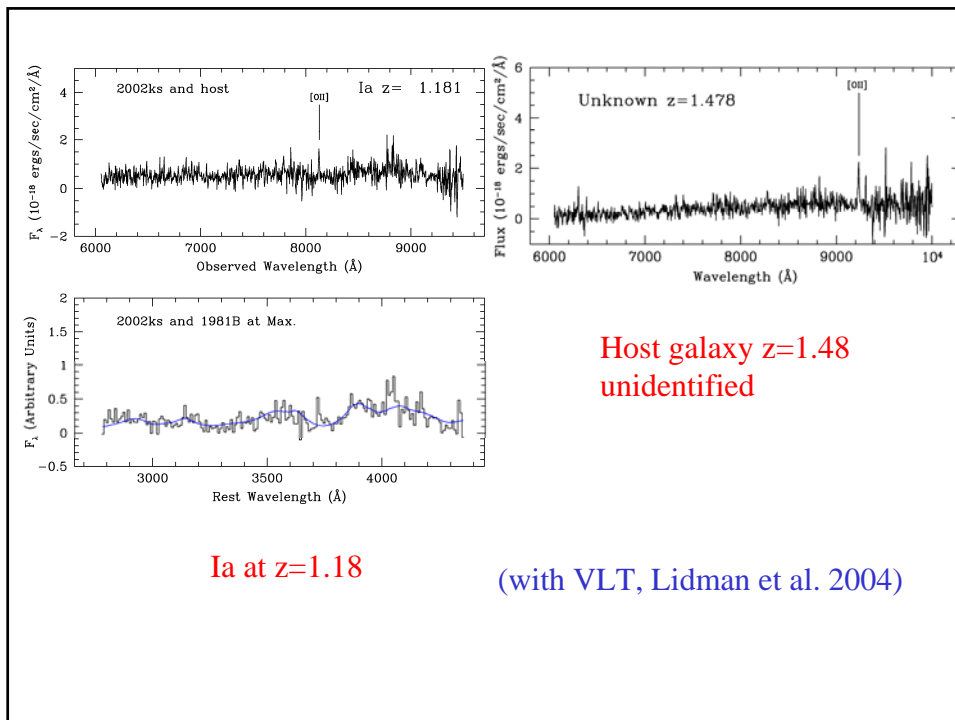 2002ks and host
Ia z= 1.181
[OII]
4
2
0
−2
F_λ (10⁻¹⁸ ergs/sec/cm²/Å)
6000 7000 8000 9000
Observed Wavelength (Å)
Unknown z=1.478
[OII]
6
4
2
0
Flux (10⁻¹⁸ ergs/sec/cm²/Å)
6000 7000 8000 9000 10⁴
Wavelength (Å)
2002ks and 1981B at Max.
2
1.5
1
0.5
0
−0.5
F_λ (Arbitrary Units)
3000 3500 4000
Rest Wavelength (Å)
Host galaxy z=1.48
unidentified
Ia at z=1.18
(with VLT, Lidman et al. 2004)